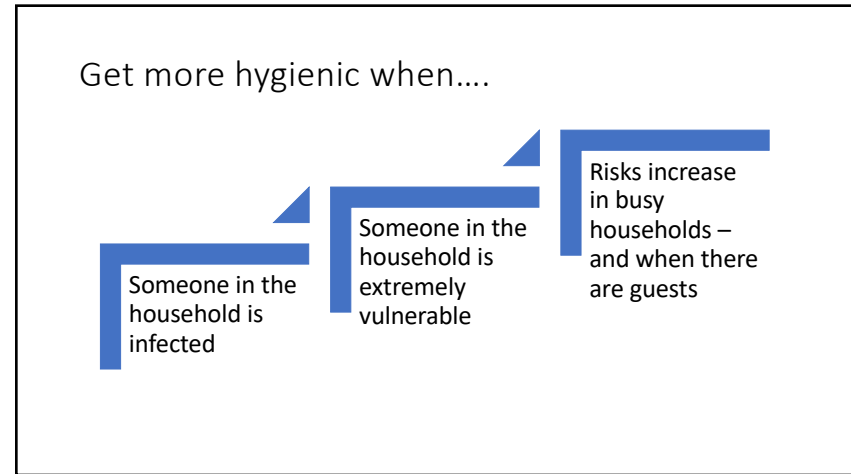 Get more hygienic when….
Someone in the
household is
infected
Someone in the
household is
extremely
vulnerable
Risks increase
in busy
households –
and when there
are guests